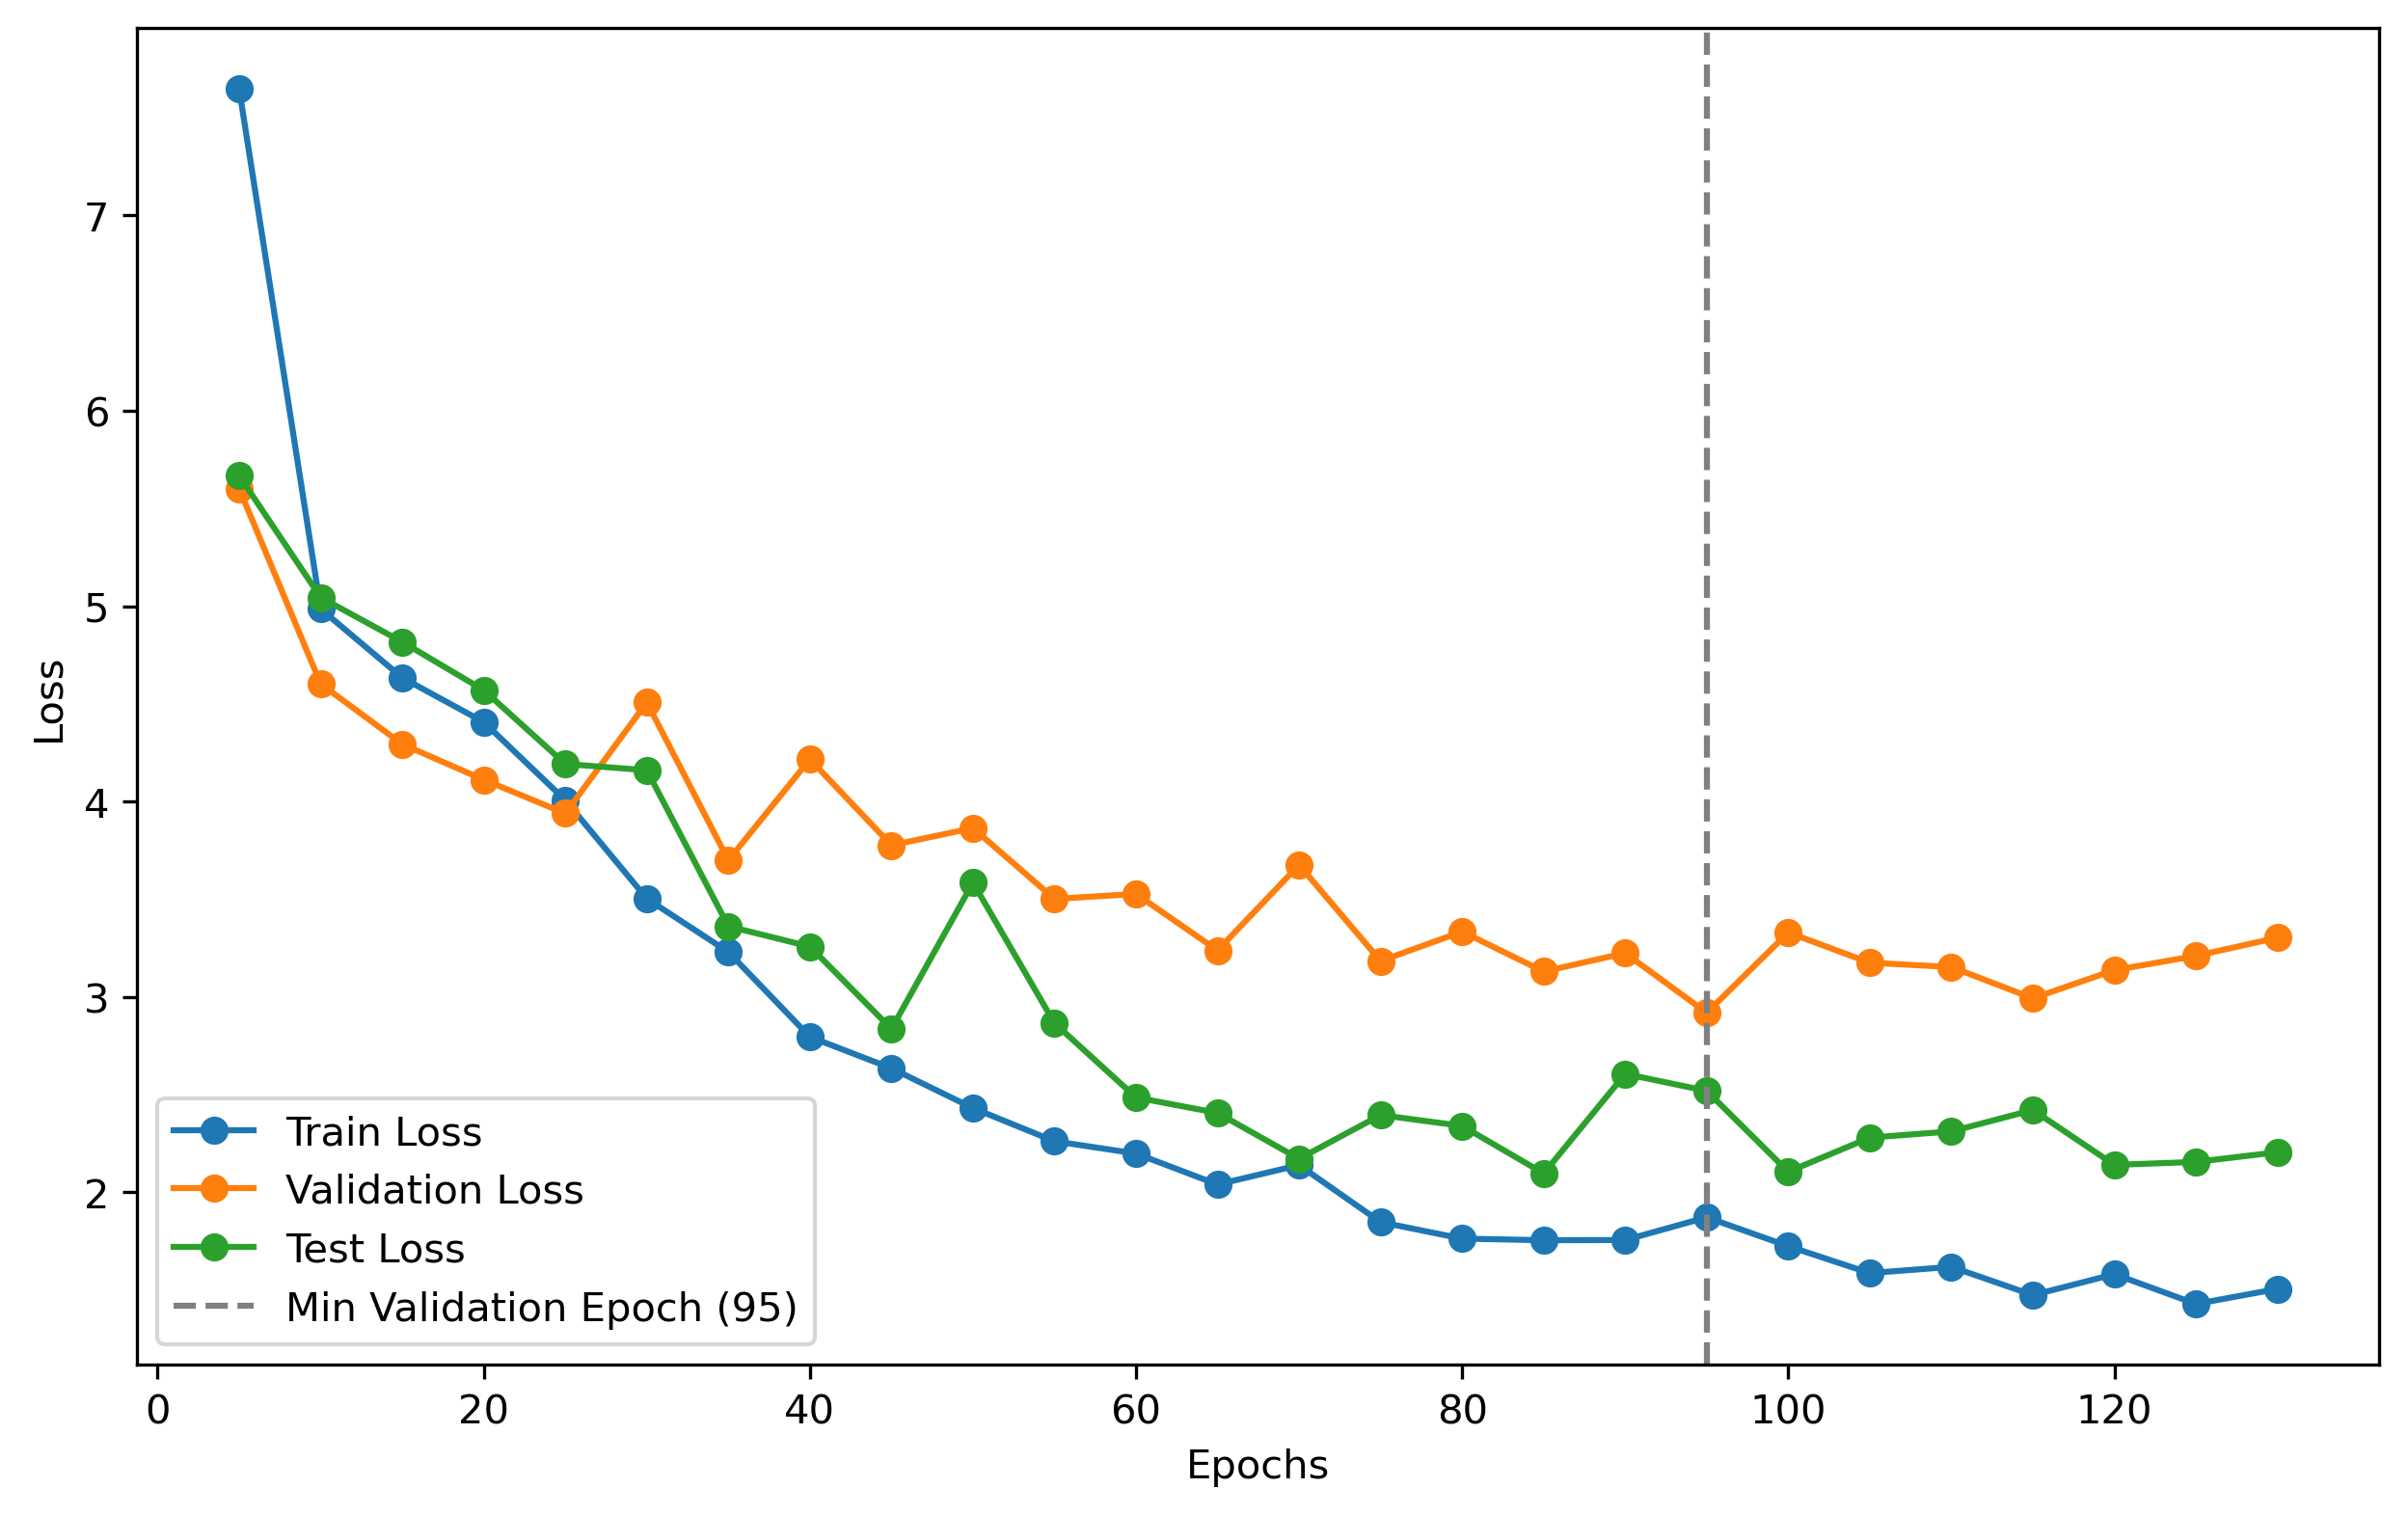 7
6
5
4
3
2
Loss
Train Loss
Validation Loss
Test Loss
Min Validation Epoch (95)
0 20 40 60 80 100 120
Epochs